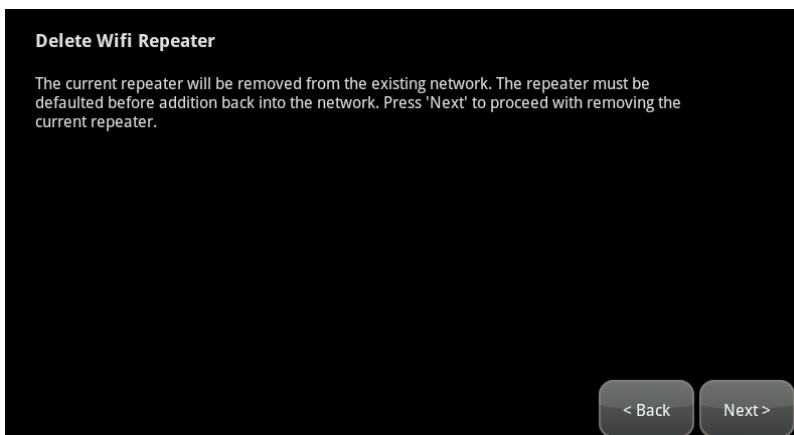 Delete Wifi Repeater
The current repeater will be removed from the existing network. The repeater must be
defaulted before addition back into the network. Press 'Next' to proceed with removing the
current repeater.
< Back
Next >